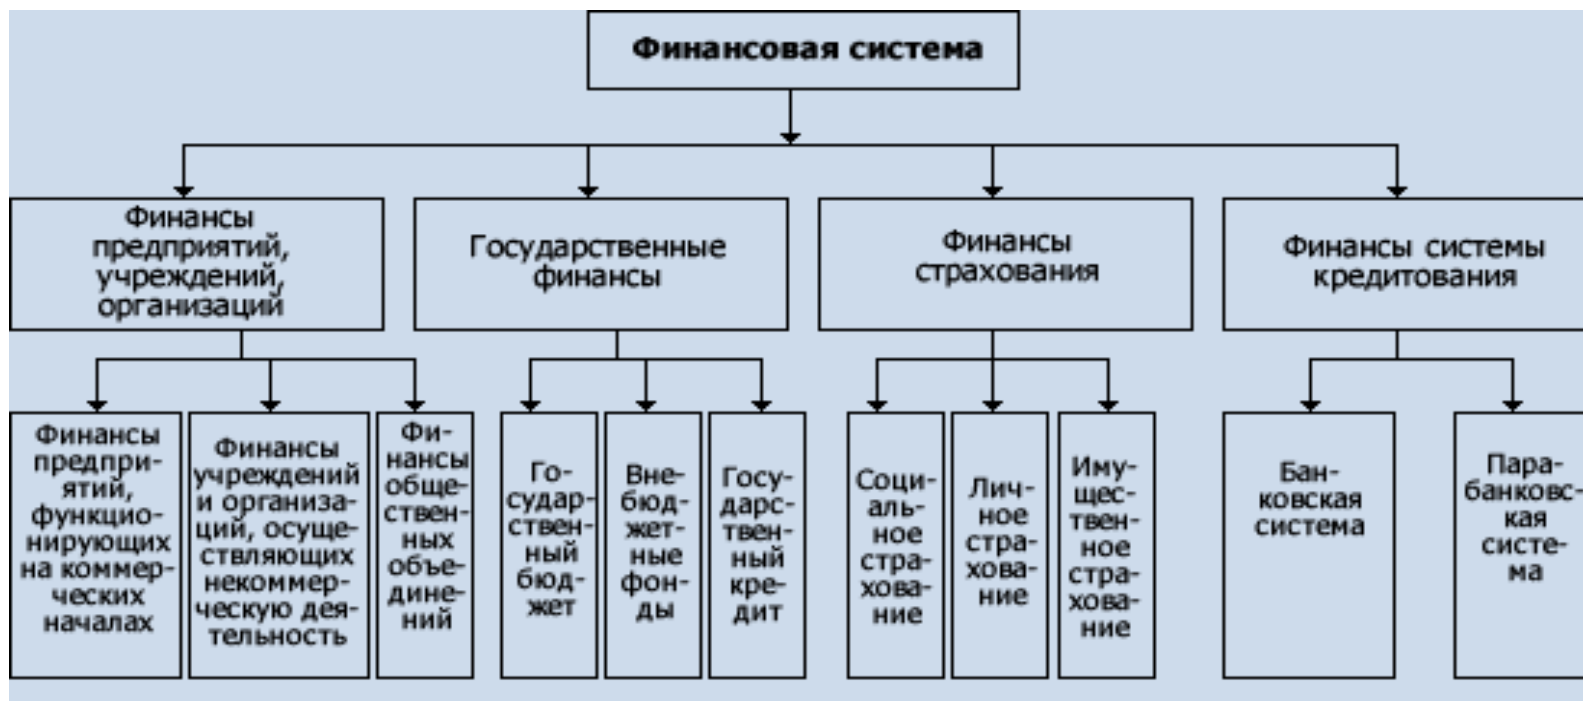 Финансовая система
Финансы
предприятий,
учреждений,
организаций
Государственные
финансы
Финансы
страхования
Финансы системы
кредитования
Финансы
предпри-
ятий,
функцио-
нирующих
на коммер-
ческих
началах
Финансы
учреждений
и организа-
ций, осуще-
ствляющих
некоммер-
ческую дея-
тельность
Фи-
нансы
обще-
ствен-
ных
объе-
дине-
ний
Го-
судар-
ствен-
ный
бюд-
жет
Вне-
бюд-
жет-
ные
фон-
ды
Госу-
дарс-
твен-
ный
кре-
дит
Соци-
аль-
ное
стра-
хова-
ние
Лич-
ное
стра-
хова-
ние
Иму-
щест-
твен-
ное
стра-
хова-
ние
Бан-
ковская
система
Пара-
банковс-
кая
систе-
ма